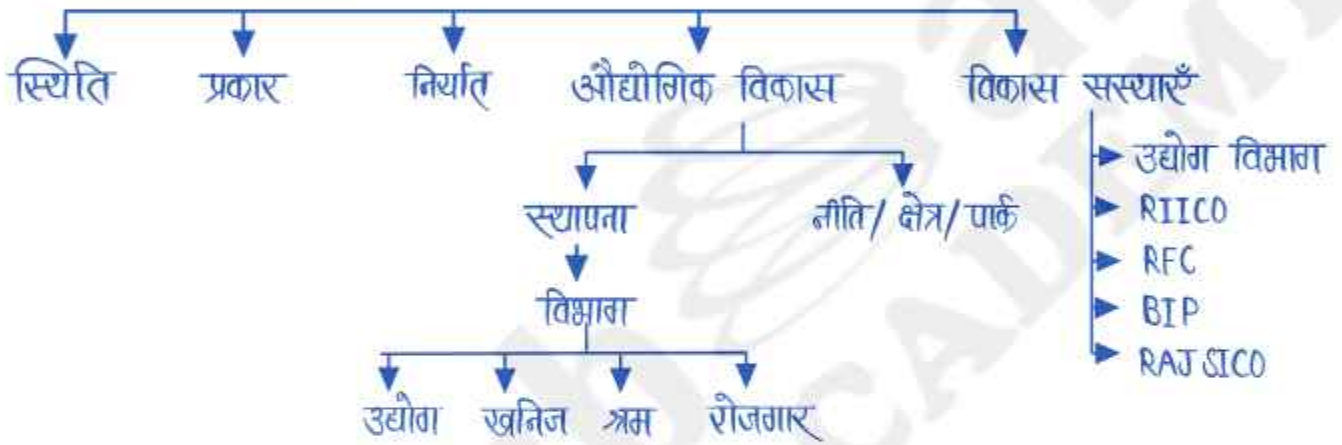 स्थिति प्रकार निर्यात औद्योगिक विकास विकास संस्थाएँ
उद्योग विभाग
स्थापना नीति/ क्षेत्र/ पार्क
RIICO
RFC
विभाग
BIP
RAJSICO
उद्योग खनिज श्रम रोजगार